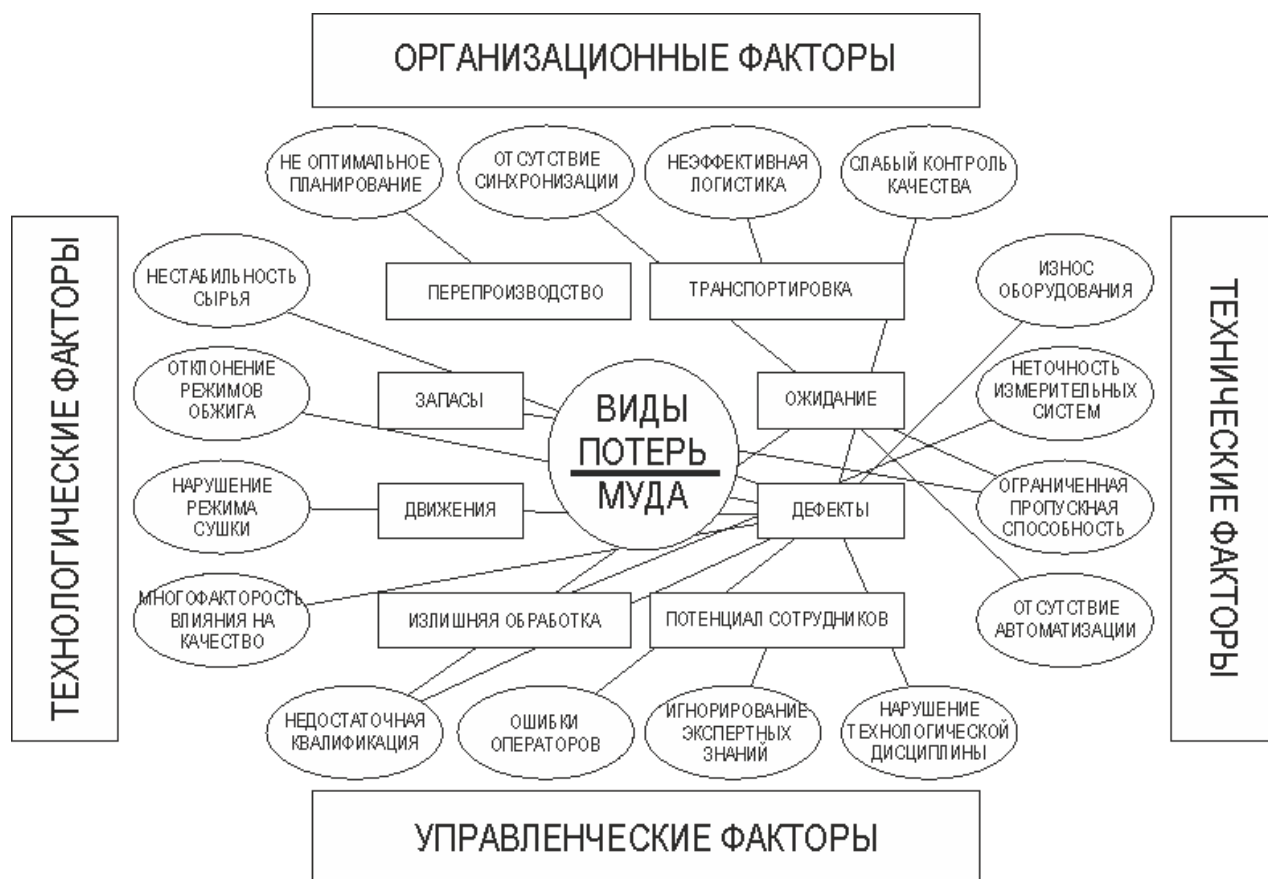 ОРГАНИЗАЦИОННЫЕ ФАКТОРЫ
НЕ ОПТИМАЛЬНОЕ
ПЛАНИРОВАНИЕ
ОТСУТСТВИЕ
СИНХРОНИЗАЦИИ
НЕЭФФЕКТИВНАЯ
ЛОГИСТИКА
СЛАБЫЙ КОНТРОЛЬ
КАЧЕСТВА
ТЕХНОЛОГИЧЕСКИЕ ФАКТОРЫ
НЕСТАБИЛЬНОСТЬ
СЫРЬЯ
ОТКЛОНЕНИЕ
РЕЖИМОВ
ОБЖИГА
НАРУШЕНИЕ
РЕЖИМА
СУШКИ
МНОГОФАКТОРОСТЬ
ВЛИЯНИЯ НА
КАЧЕСТВО
ПЕРЕПРОИЗВОДСТВО
ТРАНСПОРТИРОВКА
ЗАПАСЫ
ВИДЫ
ПОТЕРЬ
МУДА
ОЖИДАНИЕ
ДВИЖЕНИЯ
ДЕФЕКТЫ
ИЗЛИШНЯЯ ОБРАБОТКА
ПОТЕНЦИАЛ СОТРУДНИКОВ
ИЗНОС
ОБОРУДОВАНИЯ
НЕТОЧНОСТЬ
ИЗМЕРИТЕЛЬНЫХ
СИСТЕМ
ОГРАНИЧЕННАЯ
ПРОПУСКНАЯ
СПОСОБНОСТЬ
ОТСУТСТВИЕ
АВТОМАТИЗАЦИИ
ТЕХНИЧЕСКИЕ ФАКТОРЫ
НЕДОСТАТОЧНАЯ
КВАЛИФИКАЦИЯ
ОШИБКИ
ОПЕРАТОРОВ
ИГНОРИРОВАНИЕ
ЭКСПЕРТНЫХ
ЗНАНИЙ
НАРУШЕНИЕ
ТЕХНОЛОГИЧЕСКОЙ
ДИСЦИПЛИНЫ
УПРАВЛЕНЧЕСКИЕ ФАКТОРЫ